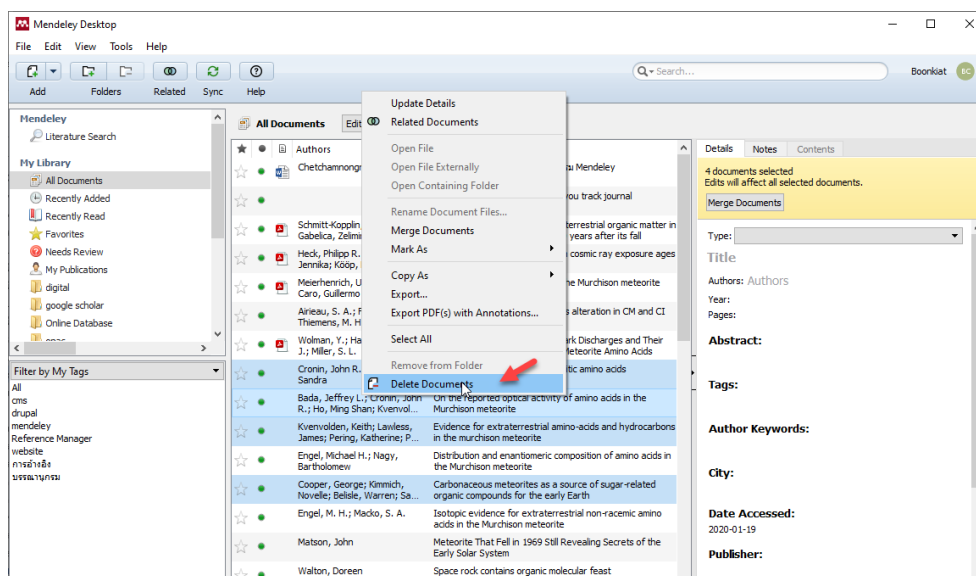 Mendeley Desktop
File Edit View Tools Help
Search...
Boonkiat BC
Add Folders Related Sync Help
Mendeley
Literature Search
My Library
All Documents
Recently Added
Recently Read
Favorites
Needs Review
My Publications
digital
google scholar
Online Database
Filter by My Tags
All
cms
drupal
mendeley
Reference Manager
website
การอ้างอิง
บรรณานุกรม
All Documents Edit
Authors
Chetchamnongn
Mendeley
you track journal
Schmitt-Kopplin,
Gabelica, Zelimir
terrestrial organic matter in
years after its fall
Heck, Philipp R.
Jennika; Kööp,
cosmic ray exposure ages
Meierhenrich, U
Caro, Guillermo
he Murchison meteorite
Airieau, S. A.; F
Thiemens, M. H
s alteration in CM and CI
Wolman, Y.; Ha
J.; Miller, S. L.
rk Discharges and Their
Meteorite Amino Acids
Cronin, John R.
Sandra
tic amino acids
Bada, Jeffrey L.; Cronin, John
R.; Ho, Ming Shan; Kvenvol...
On the reported optical activity of amino acids in the
Murchison meteorite
Kvenvolden, Keith; Lawless,
James; Pering, Katherine; P...
Evidence for extraterrestrial amino-acids and hydrocarbons
in the murchison meteorite
Engel, Michael H.; Nagy,
Bartholomew
Distribution and enantiomeric composition of amino acids in
the Murchison meteorite
Cooper, George; Kimmich,
Novelle; Belisle, Warren; Sa...
Carbonaceous meteorites as a source of sugar-related
organic compounds for the early Earth
Engel, M. H.; Macko, S. A.
Isotopic evidence for extraterrestrial non-racemic amino
acids in the Murchison meteorite
Matson, John
Meteorite That Fell in 1969 Still Revealing Secrets of the
Early Solar System
Walton, Doreen
Space rock contains organic molecular feast
Update Details
Related Documents
Open File
Open File Externally
Open Containing Folder
Rename Document Files...
Merge Documents
Mark As
Copy As
Export...
Export PDF(s) with Annotations...
Select All
Remove from Folder
Delete Documents
Details Notes Contents
4 documents selected
Edits will affect all selected documents.
Merge Documents
Type:
Title
Authors: Authors
Year:
Pages:
Abstract:
Tags:
Author Keywords:
City:
Date Accessed:
2020-01-19
Publisher: